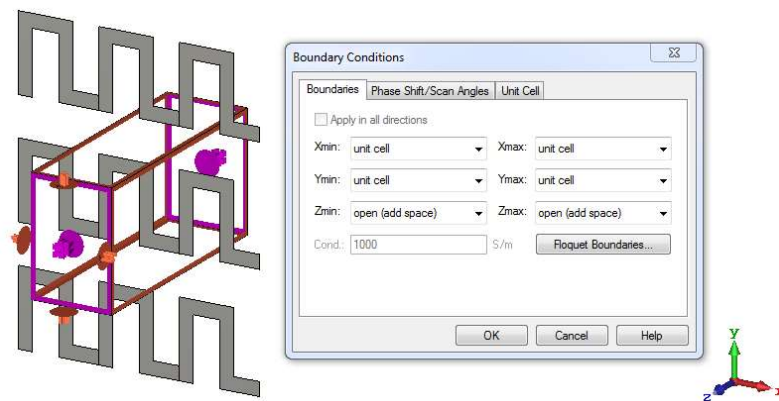 Boundary Conditions
Boundaries Phase Shift/Scan Angles Unit Cell
Apply in all directions
Xmin: unit cell Xmax: unit cell
Ymin: unit cell Ymax: unit cell
Zmin: open (add space) Zmax: open (add space)
Cond.: 1000 S/m Floquet Boundaries...
OK Cancel Help
y
z